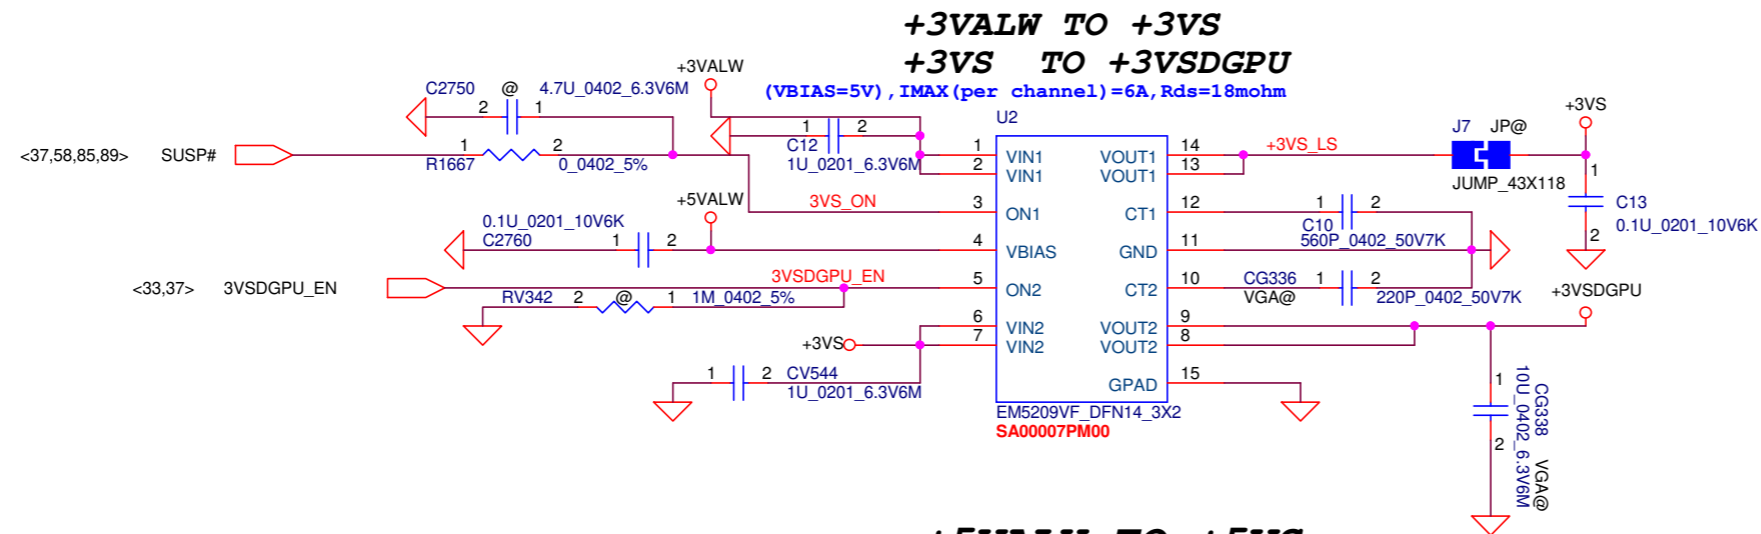 +3VALW TO +3VS
+3VS TO +3VSDGPU
(VBIAS=5V),IMAX(per channel)=6A,Rds=18mohm
+3VALW
C2750 @ 4.7U_0402_6.3V6M
2 1
<37,58,85,89> SUSP#
1 2
R1667 0_0402_5%
1 2
C12
1U_0201_6.3V6M
U2
1 VIN1
2 VIN1
3VS_ON 3 ON1
+5VALW
0.1U_0201_10V6K
C2760 1 2
4 VBIAS
<33,37> 3VSDGPU_EN
3VSDGPU_EN 5 ON2
RV342 2 @ 1 1M_0402_5%
6 VIN2
+3VS 7 VIN2
1 2 CV544
1U_0201_6.3V6M
VOUT1 14 +3VS_LS
VOUT1 13
J7 JP@
JUMP_43X118
+3VS
1
C13
0.1U_0201_10V6K
2
CT1 12 1 2
C10
560P_0402_50V7K
GND 11
CT2 10
CG336 1 2
VGA@ 220P_0402_50V7K
+3VSDGPU
VOUT2 9
VOUT2 8
GPAD 15
1
CG338 VGA@
10U_0402_6.3V6M
2
EM5209VF_DFN14_3X2
SA00007PM00
+5VALW TO +5VS